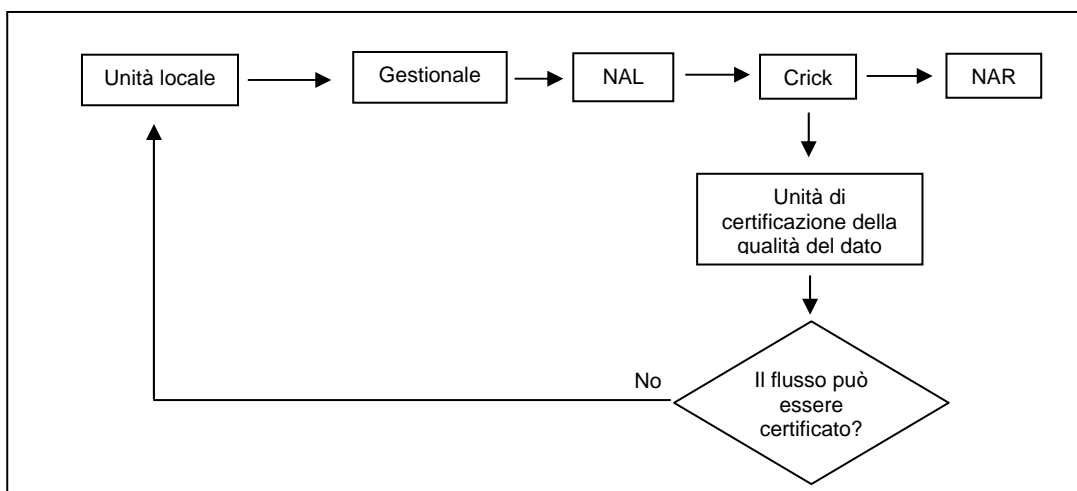 Unità locale
Gestionale
NAL
Crick
NAR
Unità di
certificazione della
qualità del dato
No
Il flusso può
essere
certificato?